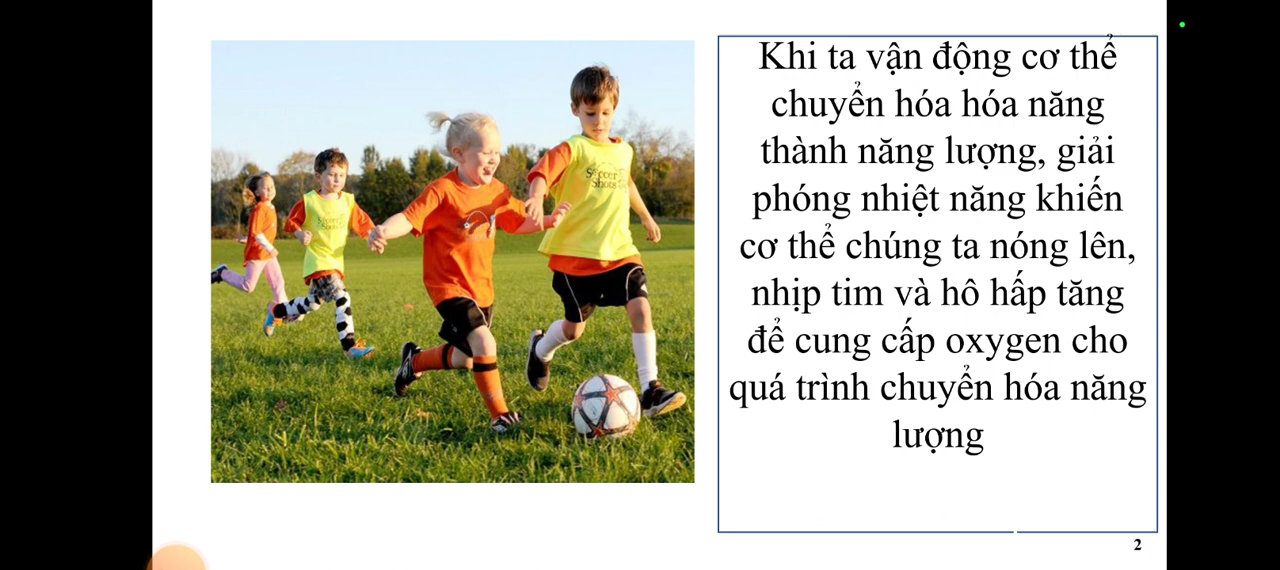 Soccer
Shots
Khi ta vận động cơ thể
chuyển hóa hóa năng
thành năng lượng, giải
phóng nhiệt năng khiến
cơ thể chúng ta nóng lên,
nhịp tim và hô hấp tăng
để cung cấp oxygen cho
quá trình chuyển hóa năng
lượng
2